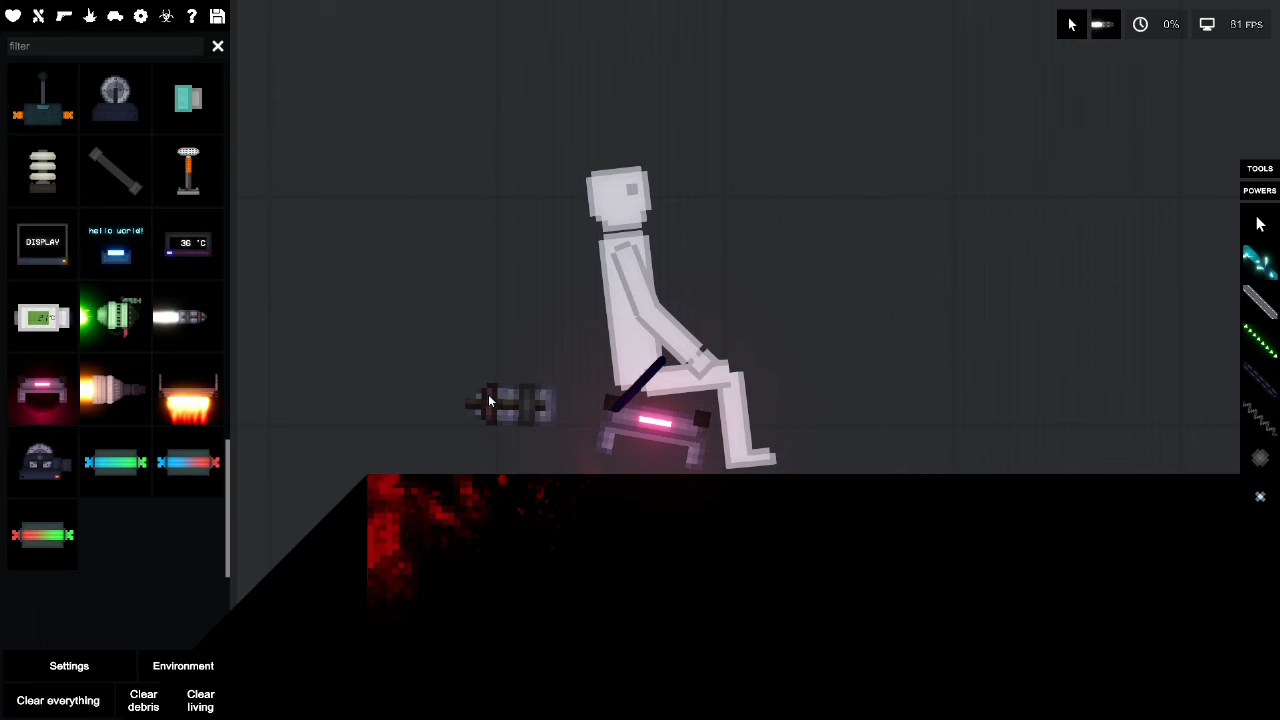 ?
0%
81 FPS
filter
TOOLS
POWERS
DISPLAY
hello world!
36 °C
Settings
Environment
Clear everything
Clear debris
Clear living